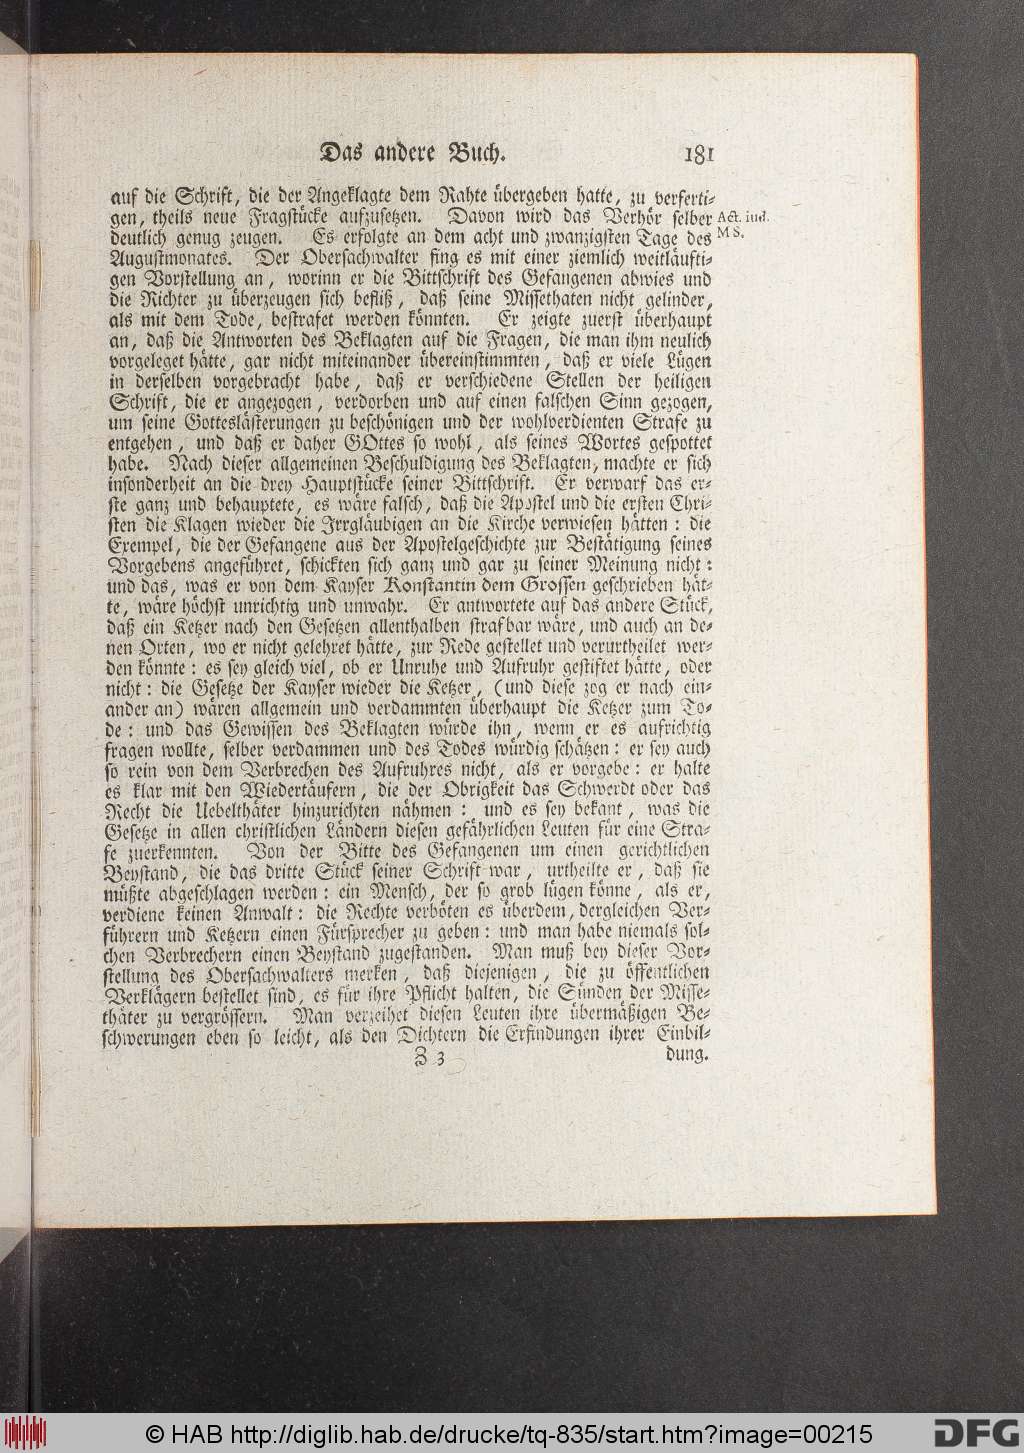 Das andere Buch. 181
auf die Schrift, die der Angeklagte dem Rahte übergeben hatte, zu verferti-
gen, theils neue Fragstücke aufzusetzen. Davon wird das Verhör selber Act. iud.
deutlich genug zeugen. Es erfolgte an dem acht und zwanzigsten Tage des MS.
Augustmonates. Der Obersachwalter fing es mit einer ziemlich weitläufti-
gen Vorstellung an, worinn er die Bittschrift des Gefangenen abwies und
die Richter zu überzeugen sich befliß, daß seine Missethaten nicht gelinder,
als mit dem Tode, bestrafet werden könnten. Er zeigte zuerst überhaupt
an, daß die Antworten des Beklagten auf die Fragen, die man ihm neulich
vorgeleget hätte, gar nicht miteinander übereinstimmten, daß er viele Lügen
in derselben vorgebracht habe, daß er verschiedene Stellen der heiligen
Schrift, die er angezogen, verdorben und auf einen falschen Sinn gezogen,
um seine Gotteslästerungen zu beschönigen und der wohlverdienten Strafe zu
entgehen, und daß er daher GOttes so wohl, als seines Wortes gespottet
habe. Nach dieser allgemeinen Beschuldigung des Beklagten, machte er sich
insonderheit an die drey Hauptstücke seiner Bittschrift. Er verwarf das er-
ste ganz und behauptete, es wäre falsch, daß die Apostel und die ersten Chri-
sten die Klagen wieder die Irrgläubigen an die Kirche verwiesen hätten: die
Exempel, die der Gefangene aus der Apostelgeschichte zur Bestätigung seines
Vorgebens angeführet, schickten sich ganz und gar zu seiner Meinung nicht:
und das, was er von dem Kayser Konstantin dem Grossen geschrieben hät-
te, wäre höchst unrichtig und unwahr. Er antwortete auf das andere Stück,
daß ein Ketzer nach den Gesetzen allenthalben strafbar wäre, und auch an de-
nen Orten, wo er nicht gelehret hätte, zur Rede gestellet und verurtheilet wer-
den könnte: es sey gleich viel, ob er Unruhe und Aufruhr gestiftet hätte, oder
nicht: die Gesetze der Kayser wieder die Ketzer, (und diese zog er nach ein-
ander an) wären allgemein und verdammten überhaupt die Ketzer zum To-
de: und das Gewissen des Beklagten würde ihn, wenn er es aufrichtig
fragen wollte, selber verdammen und des Todes würdig schätzen: er sey auch
so rein von dem Verbrechen des Aufruhres nicht, als er vorgebe: er halte
es klar mit den Wiedertäufern, die der Obrigkeit das Schwerdt oder das
Recht die Uebelthäter hinzurichten nähmen: und es sey bekant, was die
Gesetze in allen christlichen Ländern diesen gefährlichen Leuten für eine Stra-
fe zuerkennten. Von der Bitte des Gefangenen um einen gerichtlichen
Beystand, die das dritte Stück seiner Schrift war, urtheilte er, daß sie
müßte abgeschlagen werden: ein Mensch, der so grob lügen könne, als er,
verdiene keinen Anwalt: die Rechte verböten es überdem, dergleichen Ver-
führern und Ketzern einen Fürsprecher zu geben: und man habe niemals sol-
chen Verbrechern einen Beystand zugestanden. Man muß bey dieser Vor-
stellung des Obersachwalters merken, daß diejenigen, die zu öffentlichen
Verklägern bestellet sind, es für ihre Pflicht halten, die Sünden der Misse-
thäter zu vergrössern. Man verzeihet diesen Leuten ihre übermäßigen Be-
schwerungen eben so leicht, als den Dichtern die Erfindungen ihrer Einbil-
Z 3 dung.
© HAB http://diglib.hab.de/drucke/tq-835/start.htm?image=00215
DFG